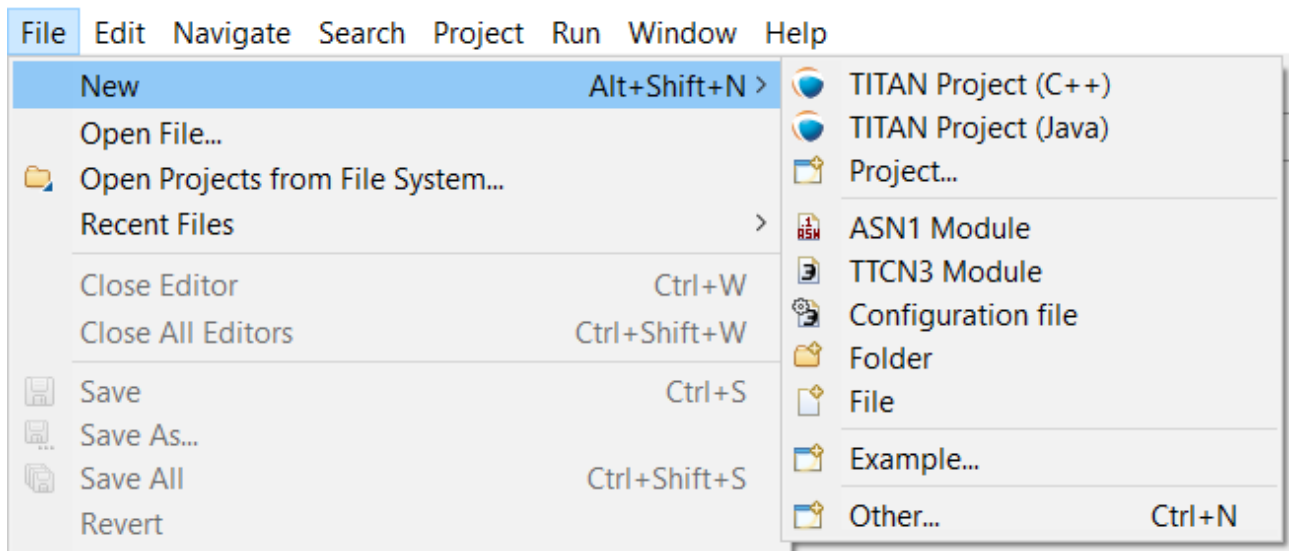 File Edit Navigate Search Project Run Window Help
New Alt+Shift+N >
Open File...
Open Projects from File System...
Recent Files >
Close Editor Ctrl+W
Close All Editors Ctrl+Shift+W
Save Ctrl+S
Save As...
Save All Ctrl+Shift+S
Revert
TITAN Project (C++)
TITAN Project (Java)
Project...
ASN1 Module
TTCN3 Module
Configuration file
Folder
File
Example...
Other... Ctrl+N